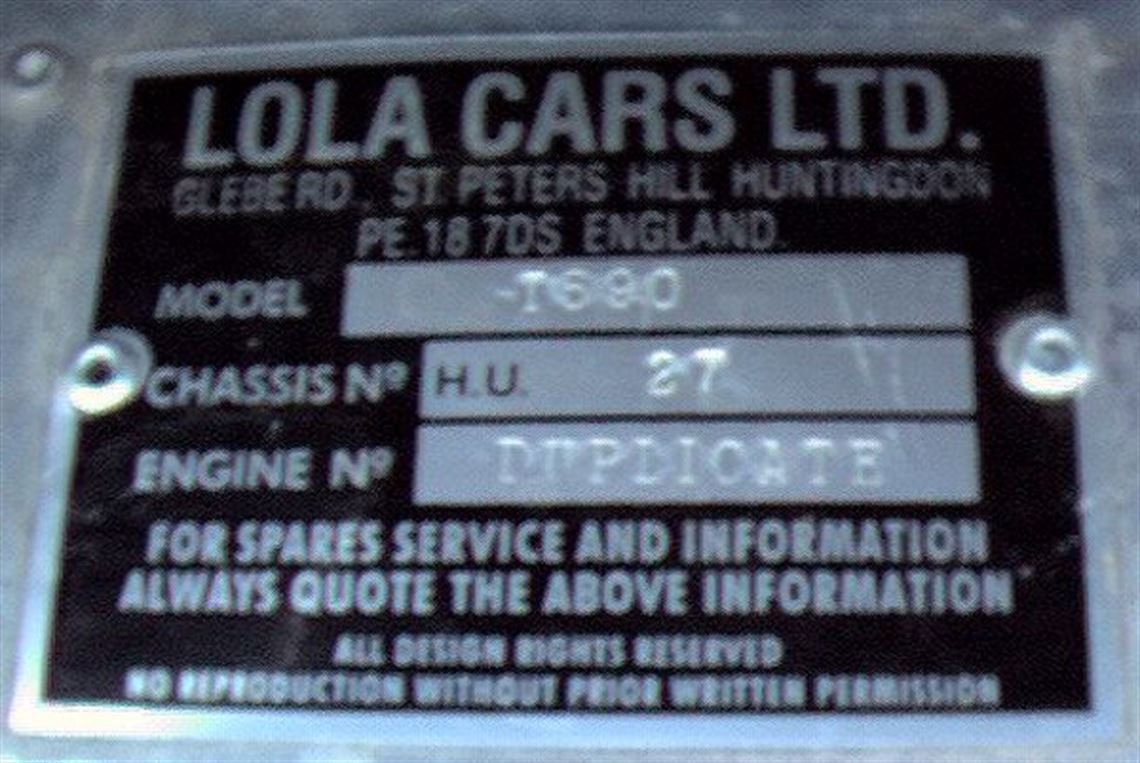 LOLA CARS LTD.
GLEBE RD., ST. PETERS HILL HUNTINGDON
PE.18 7DS ENGLAND.
MODEL -T690
CHASSIS Nº H.U. 27
ENGINE Nº DUPLICATE
FOR SPARES SERVICE AND INFORMATION
ALWAYS QUOTE THE ABOVE INFORMATION
ALL DESIGN RIGHTS RESERVED
NO REPRODUCTION WITHOUT PRIOR WRITTEN PERMISSION